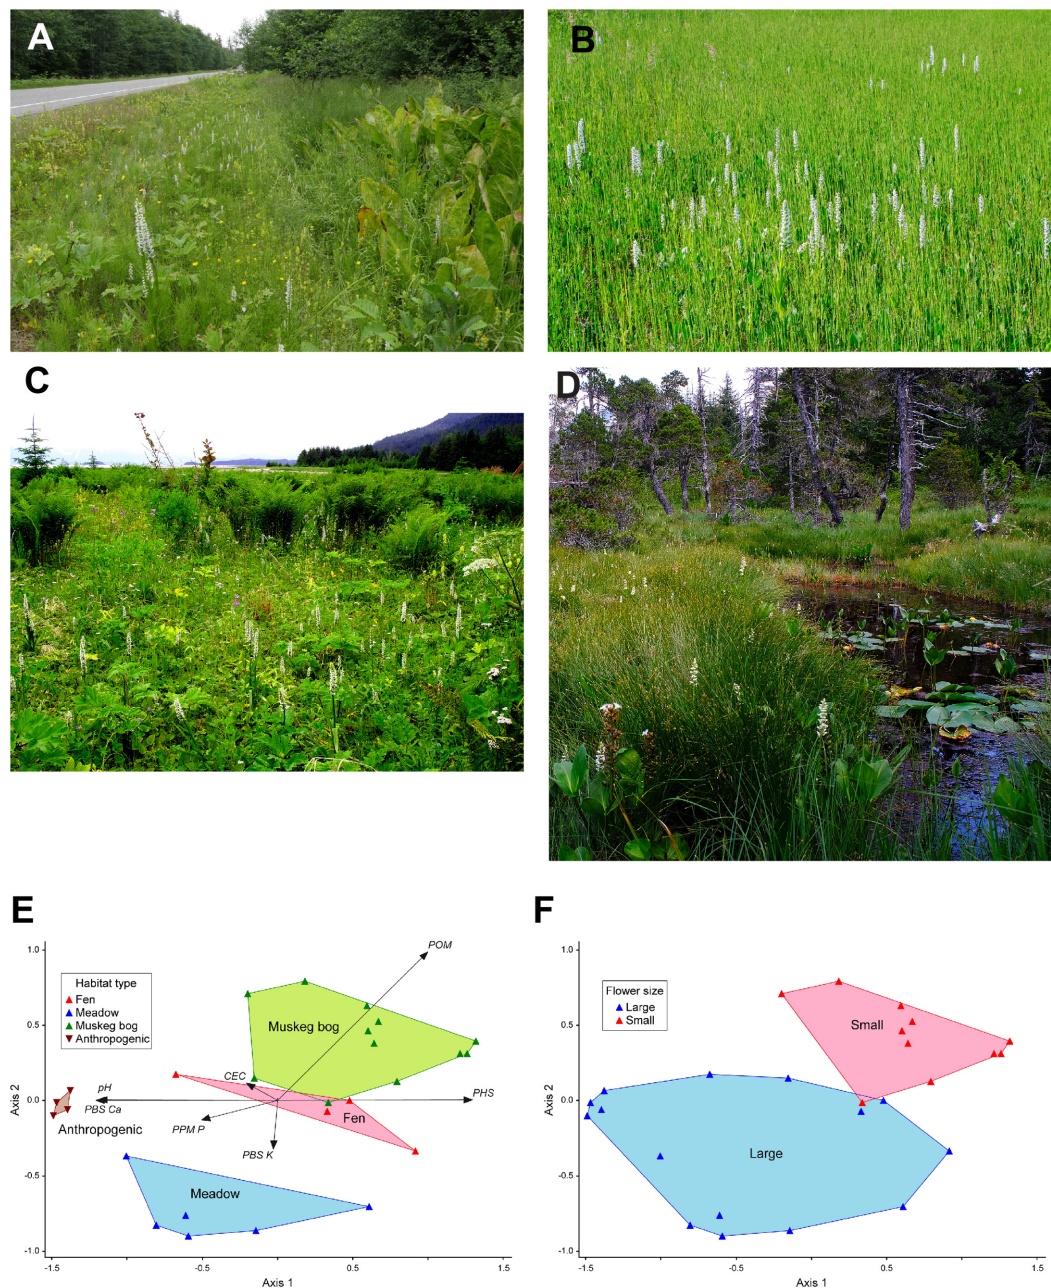 A
B
C
D
E
F
1.0
0.5
0.0
-0.5
-1.0
Axis 2
-1.5
-0.5
0.5
1.5
Axis 1
Habitat type
Fen
Meadow
Muskeg bog
Anthropogenic
POM
Muskeg bog
CEC
pH
PHS
PBS Ca
Fen
PPM P
Anthropogenic
PBS K
Meadow
1.0
0.5
0.0
-0.5
-1.0
Axis 2
-1.5
-0.5
0.5
1.5
Axis 1
Flower size
Large
Small
Small
Large